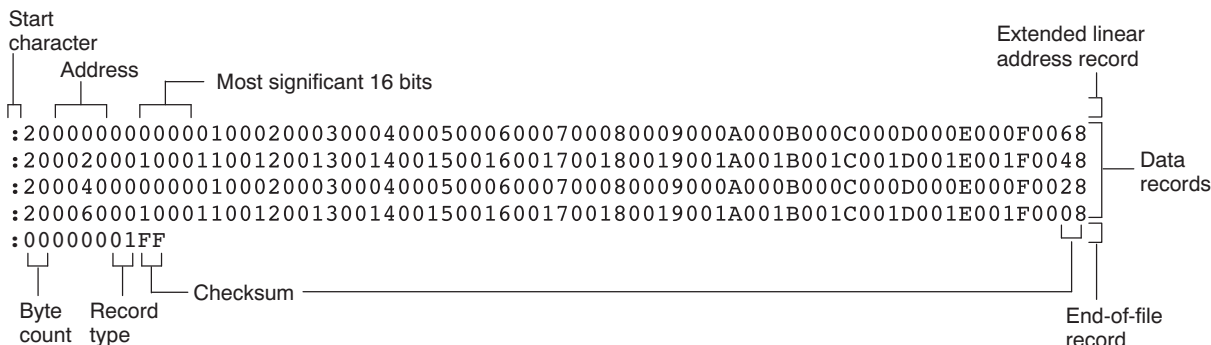 Start
character
Extended linear
address record
Address
Most significant 16 bits
:2000000000000100020003000400050006000700080009000A000B000C000D000E000F0068
:2000200010001100120013001400150016001700180019001A001B001C001D001E001F0048
:2000400000000100020003000400050006000700080009000A000B000C000D000E000F0028
:2000600010001100120013001400150016001700180019001A001B001C001D001E001F0008
Data
records
:00000001FF
Checksum
Byte
count
Record
type
End-of-file
record